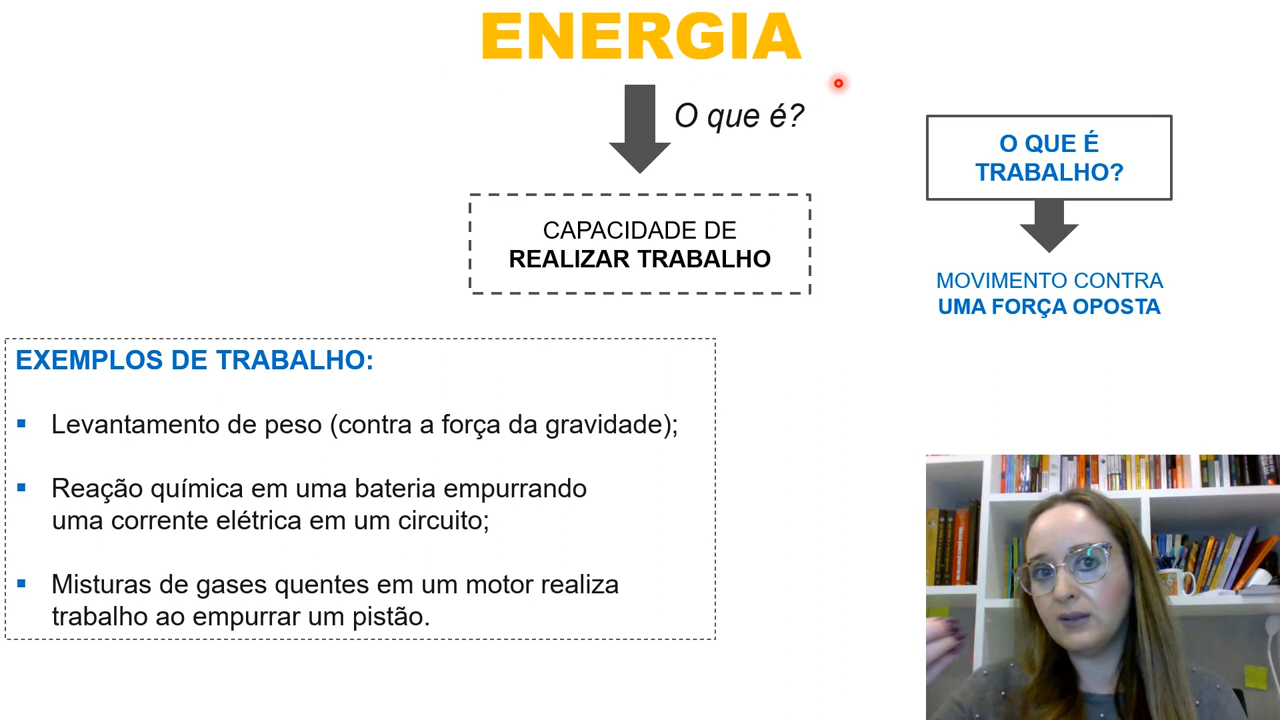 ENERGIA
O que é?
CAPACIDADE DE
REALIZAR TRABALHO
O QUE É
TRABALHO?
MOVIMENTO CONTRA
UMA FORÇA OPOSTA
EXEMPLOS DE TRABALHO:
▪ Levantamento de peso (contra a força da gravidade);
▪ Reação química em uma bateria empurrando
uma corrente elétrica em um circuito;
▪ Misturas de gases quentes em um motor realiza
trabalho ao empurrar um pistão.